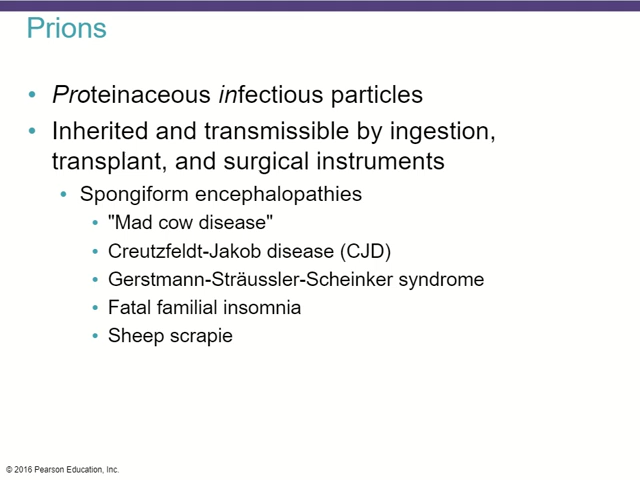 Prions
• Proteinaceous infectious particles
• Inherited and transmissible by ingestion,
transplant, and surgical instruments
• Spongiform encephalopathies
• "Mad cow disease"
• Creutzfeldt-Jakob disease (CJD)
• Gerstmann-Sträussler-Scheinker syndrome
• Fatal familial insomnia
• Sheep scrapie
© 2016 Pearson Education, Inc.